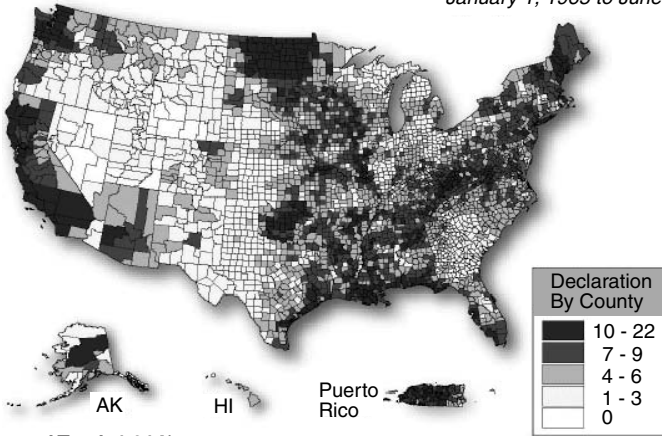 January 1, 1965 to June
Declaration
By County
10 - 22
7 - 9
4 - 6
1 - 3
0
AK
HI
Puerto
Rico